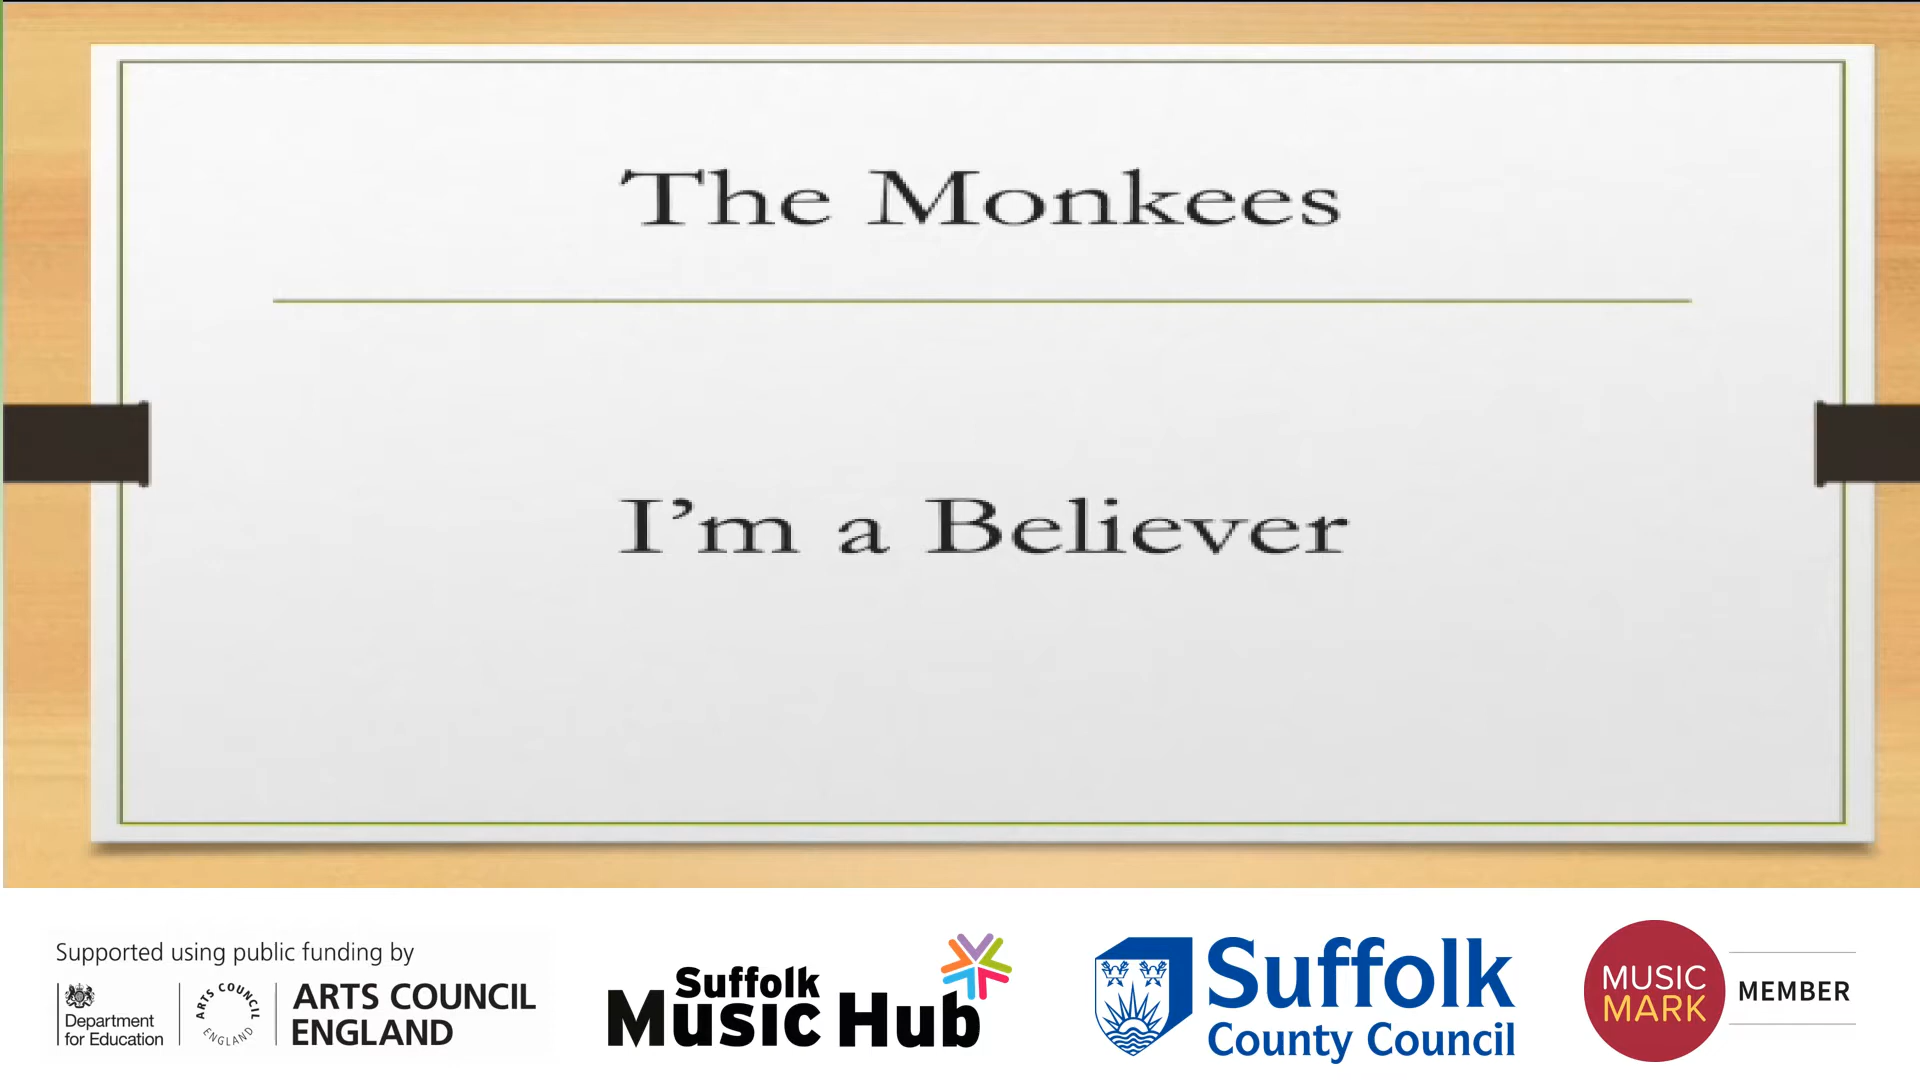 The Monkees
I'm a Believer
Supported using public funding by
Department
for Education
ARTS COUNCIL
ENGLAND
ARTS COUNCIL
ENGLAND
Suffolk
Music Hub
Suffolk
County Council
MUSIC
MARK
MEMBER